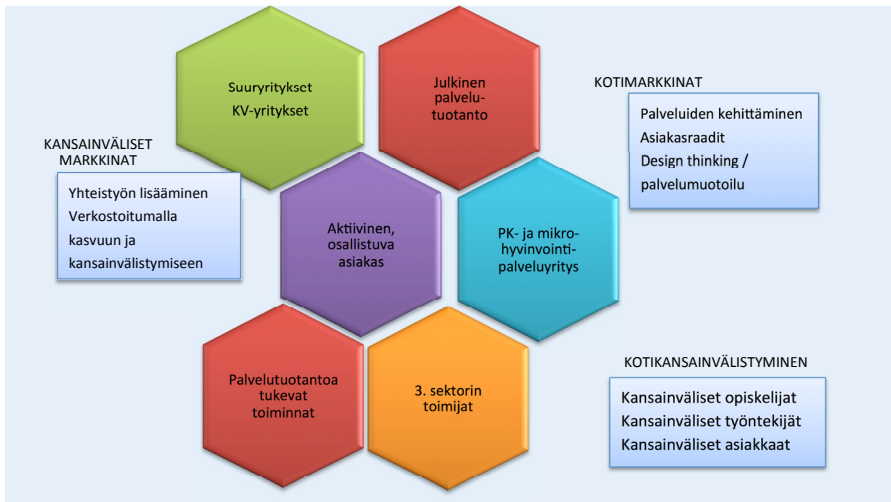 Suuryritykset
KV-yritykset
Julkinen
palvelu-
tuotanto
KOTIMARKKINAT
Palveluiden kehittäminen
Asiakasraadit
Design thinking /
palvelumuotoilu
KANSAINVÄLISET
MARKKINAT
Yhteistyön lisääminen
Verkostoitumalla
kasvuun ja
kansainvälistymiseen
Aktiivinen,
osallistuva
asiakas
PK- ja mikro-
hyvinvointi-
palveluyritys
Palvelutuotantoa
tukevat
toiminnat
3. sektorin
toimijat
KOTIKANSAINVÄLISTYMINEN
Kansainväliset opiskelijat
Kansainväliset työntekijät
Kansainväliset asiakkaat